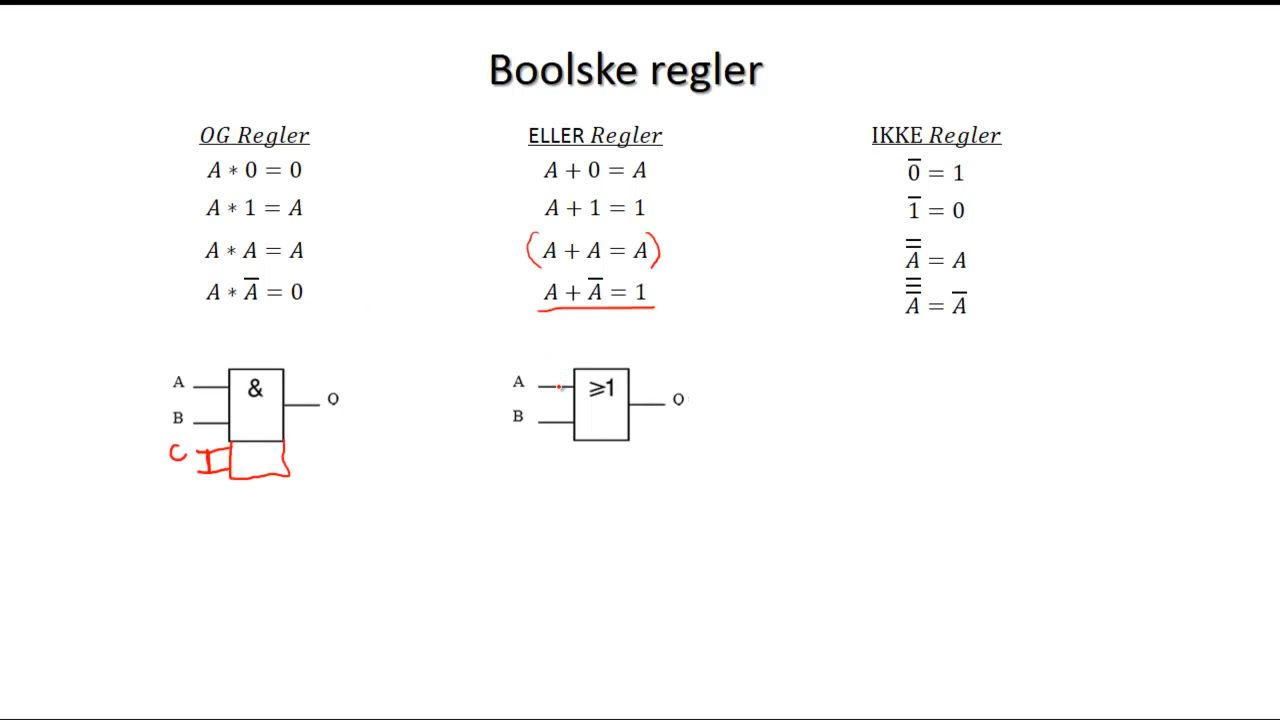 Boolske regler
OG Regler
A ∗ 0 = 0
A ∗ 1 = A
A ∗ A = A
A ∗ A̅ = 0
ELLER Regler
A + 0 = A
A + 1 = 1
(A + A = A)
A + A̅ = 1
IKKE Regler
0̅ = 1
1̅ = 0
A̿ = A
A̿̅ = A̅
A
B
C
&
O
A
B
⩾1
O